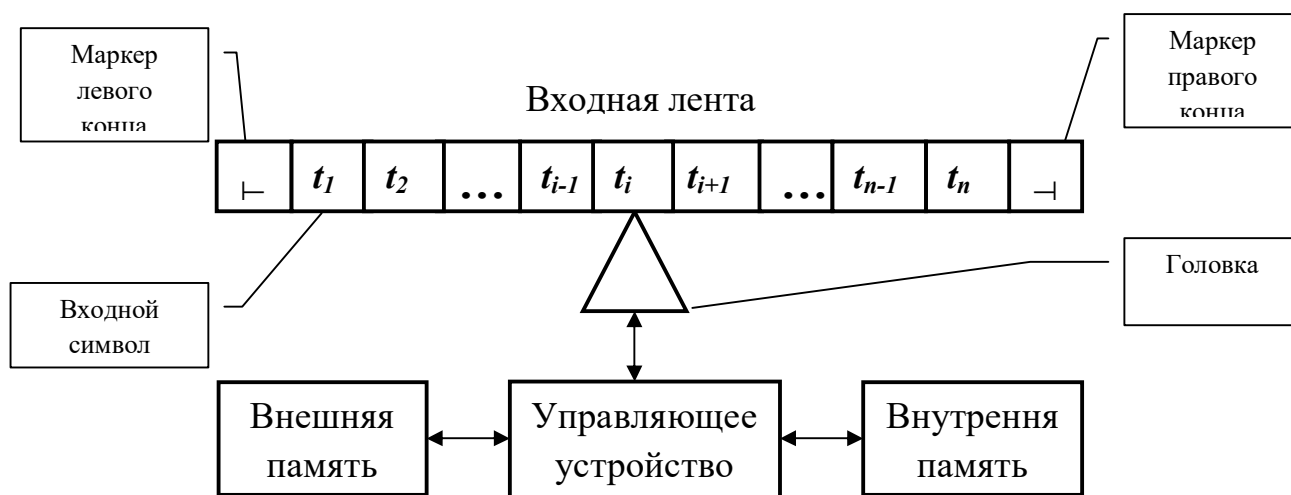 Маркер
левого
конца
Маркер
правого
конца
Входная лента
⊢ t1 t2 ... ti-1 ti ti+1 ... tn-1 tn ⊣
Входной
символ
Головка
Внешняя
память
Управляющее
устройство
Внутрення
память